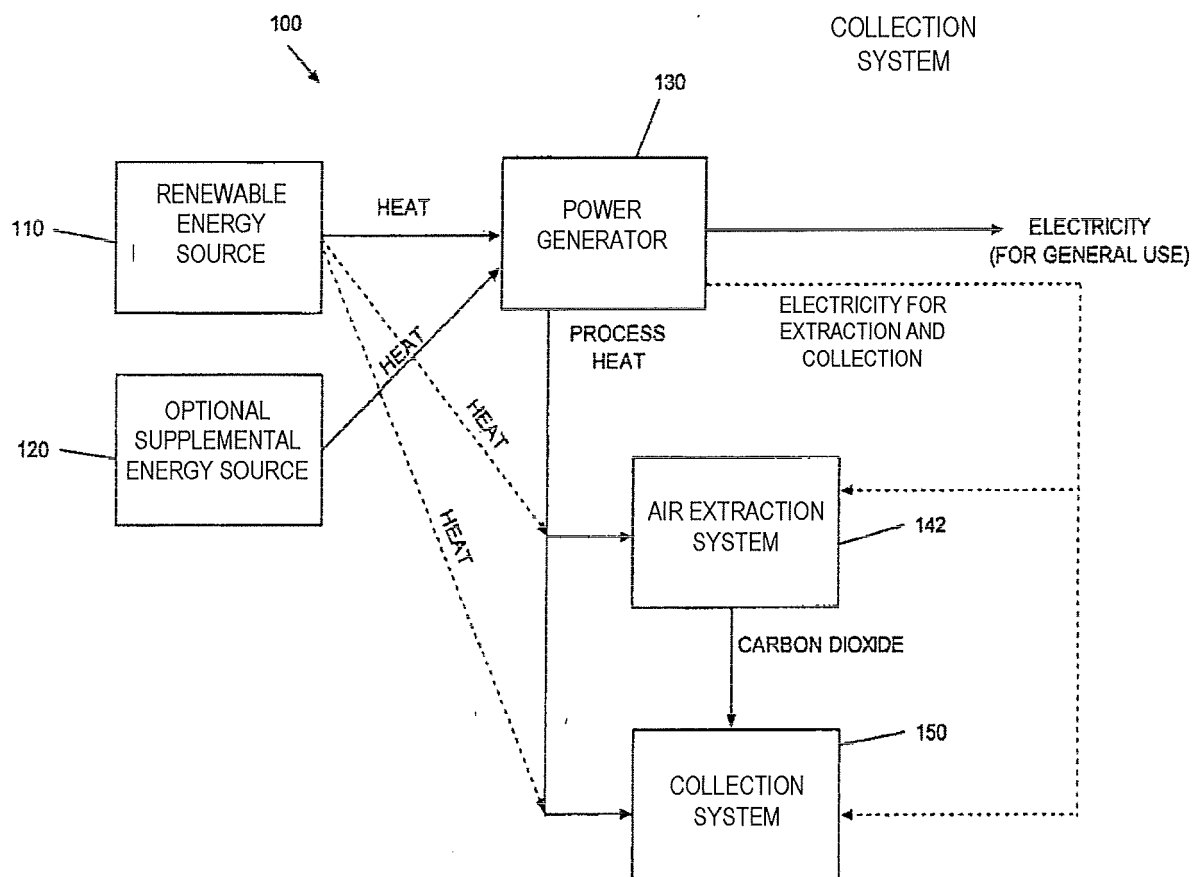 COLLECTION
SYSTEM
100
130
110
RENEWABLE
ENERGY
SOURCE
HEAT
POWER
GENERATOR
ELECTRICITY
(FOR GENERAL USE)
ELECTRICITY FOR
EXTRACTION AND
COLLECTION
PROCESS
HEAT
HEAT
HEAT
HEAT
120
OPTIONAL
SUPPLEMENTAL
ENERGY SOURCE
AIR EXTRACTION
SYSTEM
142
CARBON DIOXIDE
150
COLLECTION
SYSTEM